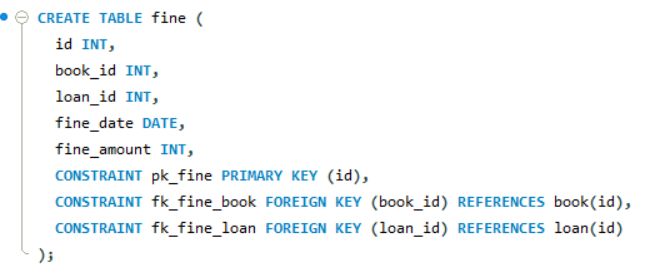 CREATE TABLE fine (
id INT,
book_id INT,
loan_id INT,
fine_date DATE,
fine_amount INT,
CONSTRAINT pk_fine PRIMARY KEY (id),
CONSTRAINT fk_fine_book FOREIGN KEY (book_id) REFERENCES book(id),
CONSTRAINT fk_fine_loan FOREIGN KEY (loan_id) REFERENCES loan(id)
);